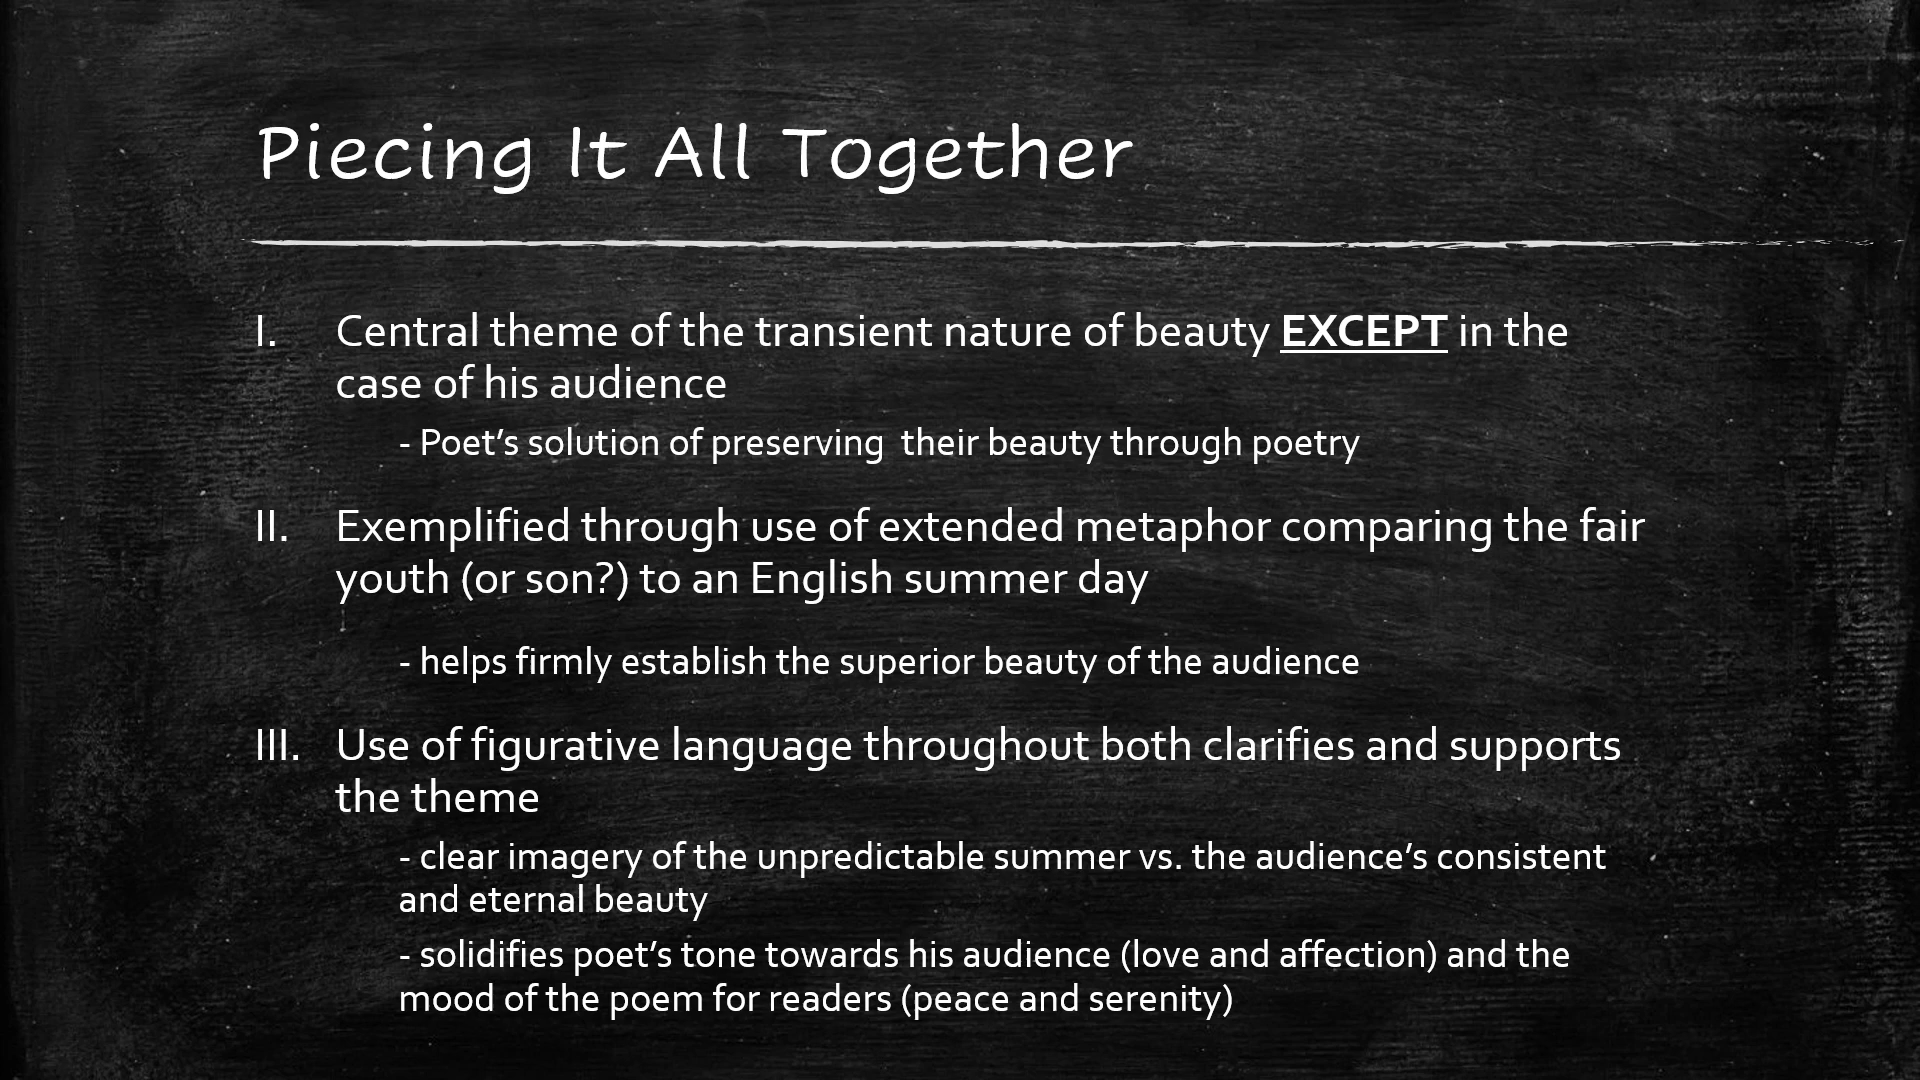 Piecing It All Together
I. Central theme of the transient nature of beauty EXCEPT in the
case of his audience
- Poet’s solution of preserving  their beauty through poetry
II. Exemplified through use of extended metaphor comparing the fair
youth (or son?) to an English summer day
- helps firmly establish the superior beauty of the audience
III. Use of figurative language throughout both clarifies and supports
the theme
- clear imagery of the unpredictable summer vs. the audience’s consistent
and eternal beauty
- solidifies poet’s tone towards his audience (love and affection) and the
mood of the poem for readers (peace and serenity)